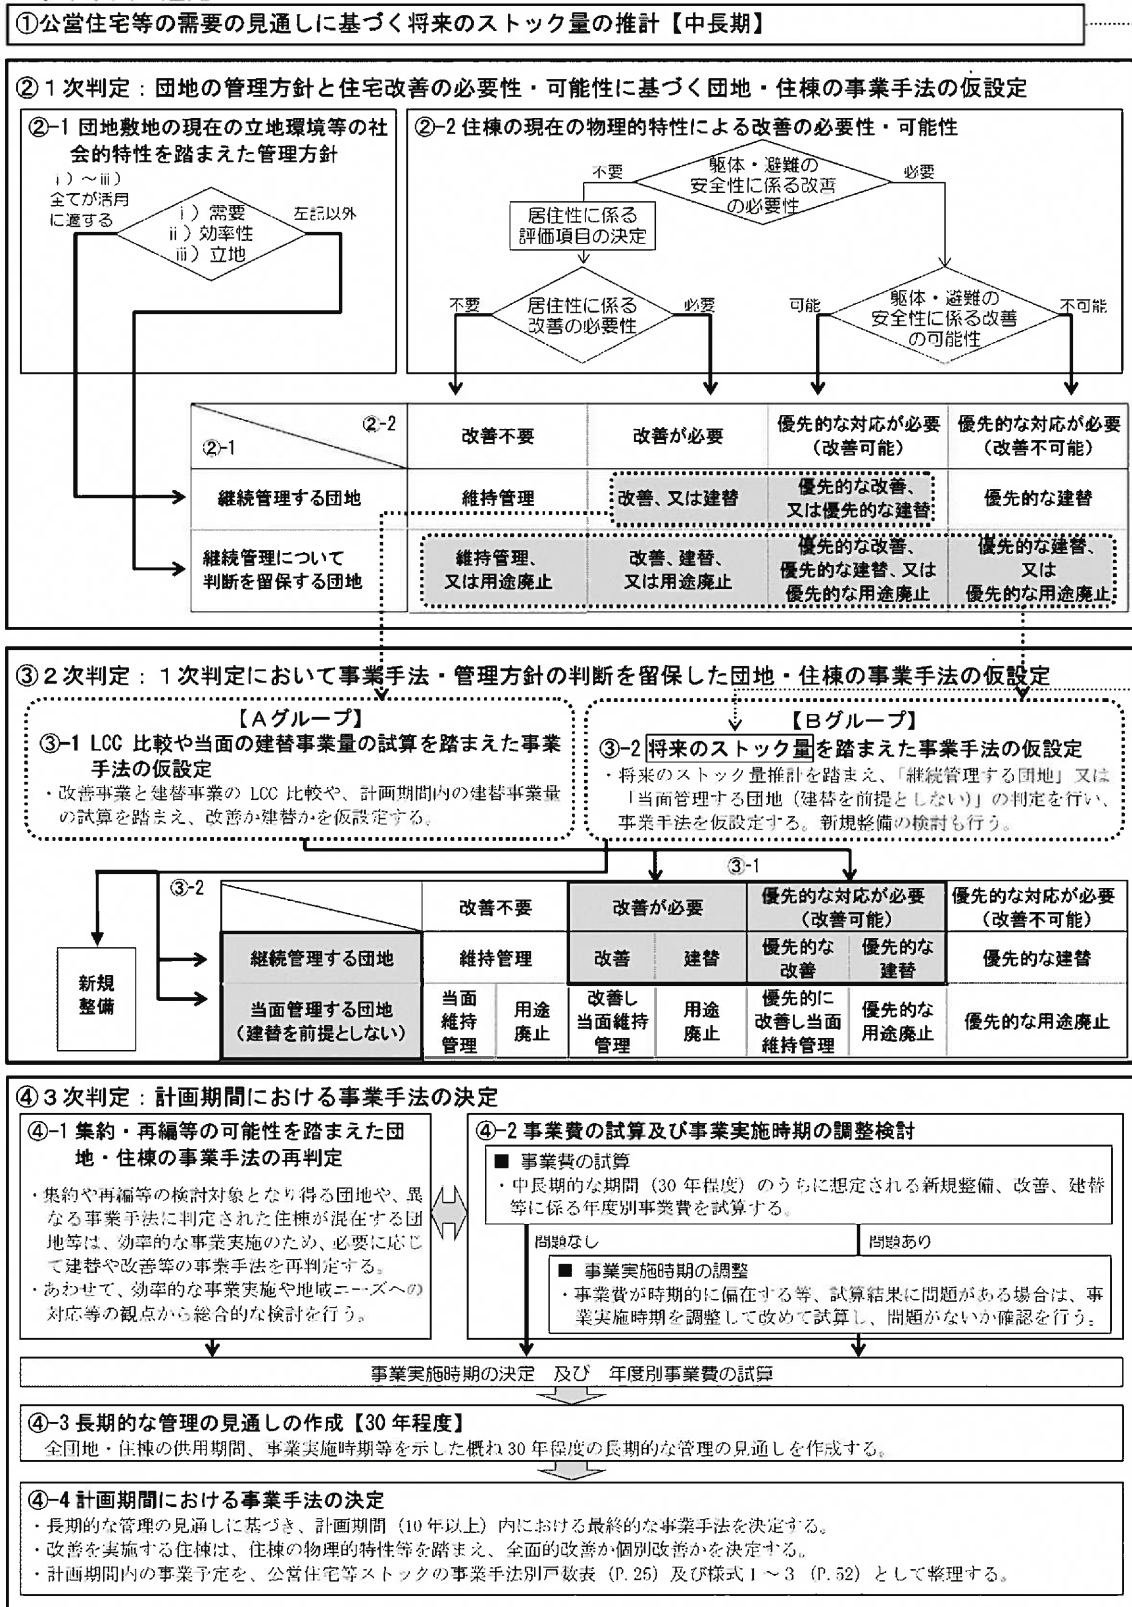 ①公営住宅等の需要の見通しに基づく将来のストック量の推計【中長期】
②１次判定：団地の管理方針と住宅改善の必要性・可能性に基づく団地・住棟の事業手法の仮設定
②-1 団地敷地の現在の立地環境等の社
会的特性を踏まえた管理方針
ⅰ）～ⅲ）
全てが活用
に適する
ⅰ）需要
ⅱ）効率性
ⅲ）立地
左記以外
②-2 住棟の現在の物理的特性による改善の必要性・可能性
不要
躯体・避難の
安全性に係る改善
の必要性
必要
居住性に係る
評価項目の決定
不要
居住性に係る
改善の必要性
必要
可能
躯体・避難の
安全性に係る改善
の可能性
不可能
②-2
②-1
改善不要
改善が必要
優先的な対応が必要
（改善可能）
優先的な対応が必要
（改善不可能）
継続管理する団地
維持管理
改善、又は建替
優先的な改善、
又は優先的な建替
優先的な建替
継続管理について
判断を留保する団地
維持管理、
又は用途廃止
改善、建替、
又は用途廃止
優先的な改善、
優先的な建替、又は
優先的な用途廃止
優先的な建替、
又は
優先的な用途廃止
③２次判定：１次判定において事業手法・管理方針の判断を留保した団地・住棟の事業手法の仮設定
【Aグループ】
③-1 LCC 比較や当面の建替事業量の試算を踏まえた事業
手法の仮設定
・改善事業と建替事業の LCC 比較や、計画期間内の建替事業量
の試算を踏まえ、改善か建替かを仮設定する。
【Bグループ】
③-2 将来のストック量を踏まえた事業手法の仮設定
・将来のストック量推計を踏まえ、「継続管理する団地」又は
「当面管理する団地（建替を前提としない）」の判定を行い、
事業手法を仮設定する。新規整備の検討も行う。
③-1
③-2
新規
整備
改善不要
改善が必要
優先的な対応が必要
（改善可能）
優先的な対応が必要
（改善不可能）
継続管理する団地
維持管理
改善
建替
優先的な
改善
優先的な
建替
優先的な建替
当面管理する団地
（建替を前提としない）
当面
維持
管理
用途
廃止
改善し
当面維持
管理
用途
廃止
優先的に
改善し当面
維持管理
優先的な
用途廃止
優先的な用途廃止
④３次判定：計画期間における事業手法の決定
④-1 集約・再編等の可能性を踏まえた団
地・住棟の事業手法の再判定
・集約や再編等の検討対象となり得る団地や、異
なる事業手法に判定された住棟が混在する団
地等は、効率的な事業実施のため、必要に応じ
て建替や改善等の事業手法を再判定する。
・あわせて、効率的な事業実施や地域ニーズへの
対応等の観点から総合的な検討を行う。
④-2 事業費の試算及び事業実施時期の調整検討
■ 事業費の試算
・中長期的な期間（30 年程度）のうちに想定される新規整備、改善、建替
等に係る年度別事業費を試算する。
問題なし
問題あり
■ 事業実施時期の調整
・事業費が時期的に偏在する等、試算結果に問題がある場合は、事
業実施時期を調整して改めて試算し、問題がないか確認を行う。
事業実施時期の決定　及び　年度別事業費の試算
④-3 長期的な管理の見通しの作成【30 年程度】
全団地・住棟の供用期間、事業実施時期等を示した概ね 30 年程度の長期的な管理の見通しを作成する。
④-4 計画期間における事業手法の決定
・長期的な管理の見通しに基づき、計画期間（10 年以上）内における最終的な事業手法を決定する。
・改善を実施する住棟は、住棟の物理的特性等を踏まえ、全面的改善か個別改善かを決定する。
・計画期間内の事業予定を、公営住宅等ストックの事業手法別戸数表（P.25）及び様式１～３（P.52）として整理する。